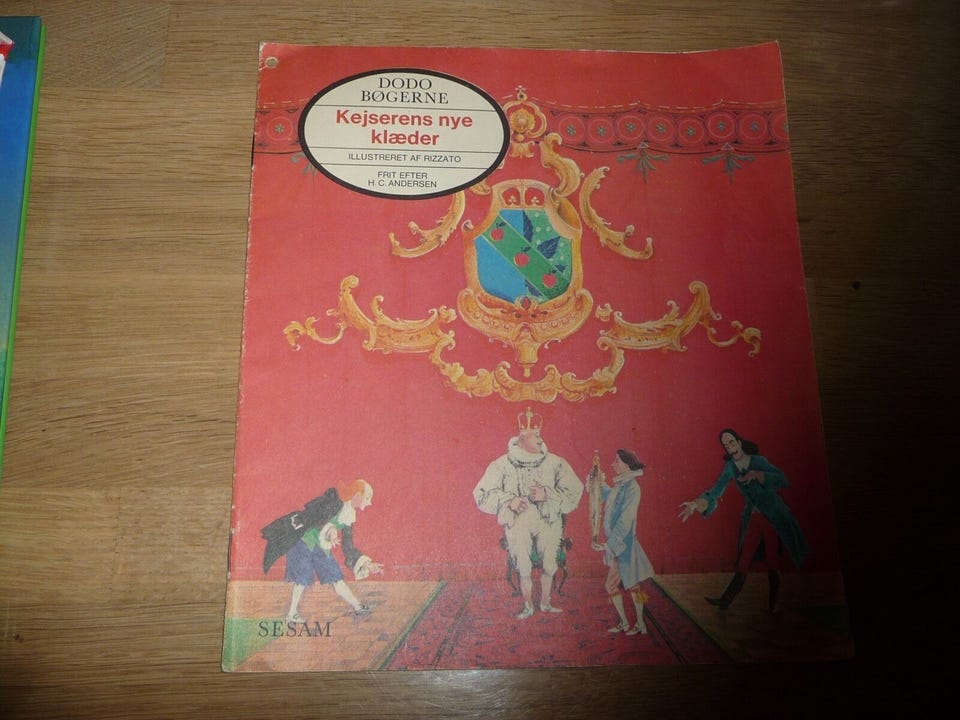 DODO
BØGERNE
Kejserens nye
klæder
ILLUSTRERET AF RIZZATO
FRIT EFTER
H. C. ANDERSEN
SESAM